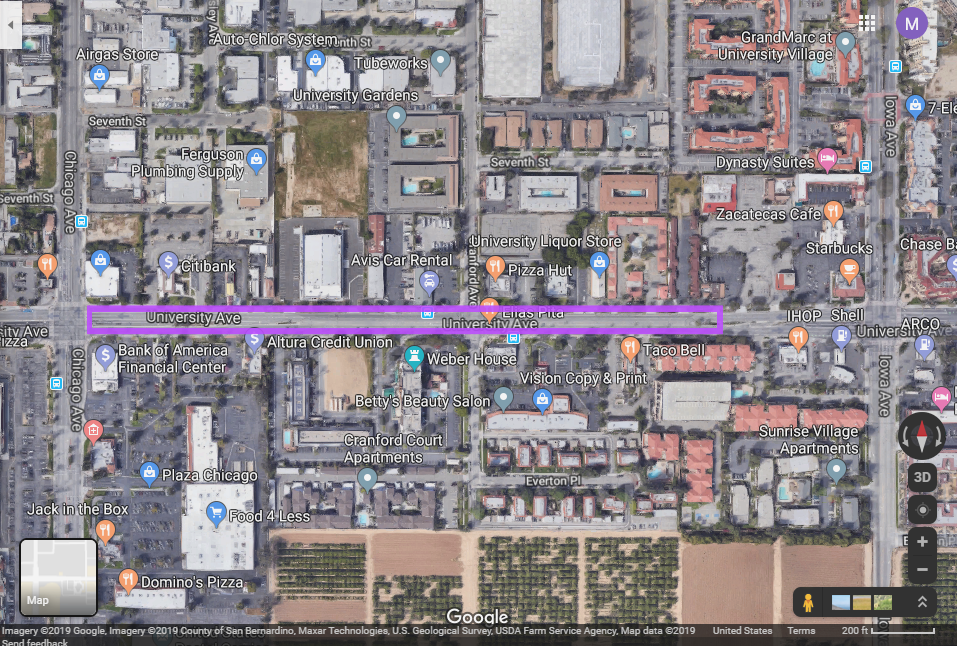 Auto-Chlor System
Seventh St
Airgas Store
Tubeworks
GrandMarc at
University Village
M
University Gardens
Iowa Ave
7-Ele
Seventh St
Chicago Ave
Ferguson
Plumbing Supply
Seventh St
Dynasty Suites
Seventh St
Zacatecas Cafe
University Liquor Store
Starbucks
Chase Ba
Citibank
Avis Car Rental
Pizza Hut
University Ave
Elias Pita
University Ave
IHOP
Shell
ARCO
University Av
sity Ave
Pizza
Bank of America
Financial Center
Altura Credit Union
Weber House
Taco Bell
Chicago Ave
Iowa Ave
Vision Copy & Print
Betty's Beauty Salon
Cranford Court
Apartments
Sunrise Village
Apartments
Plaza Chicago
Everton Pl
3D
Jack in the Box
Food 4 Less
Map
Domino's Pizza
Google
Imagery ©2019 Google, Imagery ©2019 County of San Bernardino, Maxar Technologies, U.S. Geological Survey, USDA Farm Service Agency, Map data ©2019 United States Terms 200 ft
Send feedback